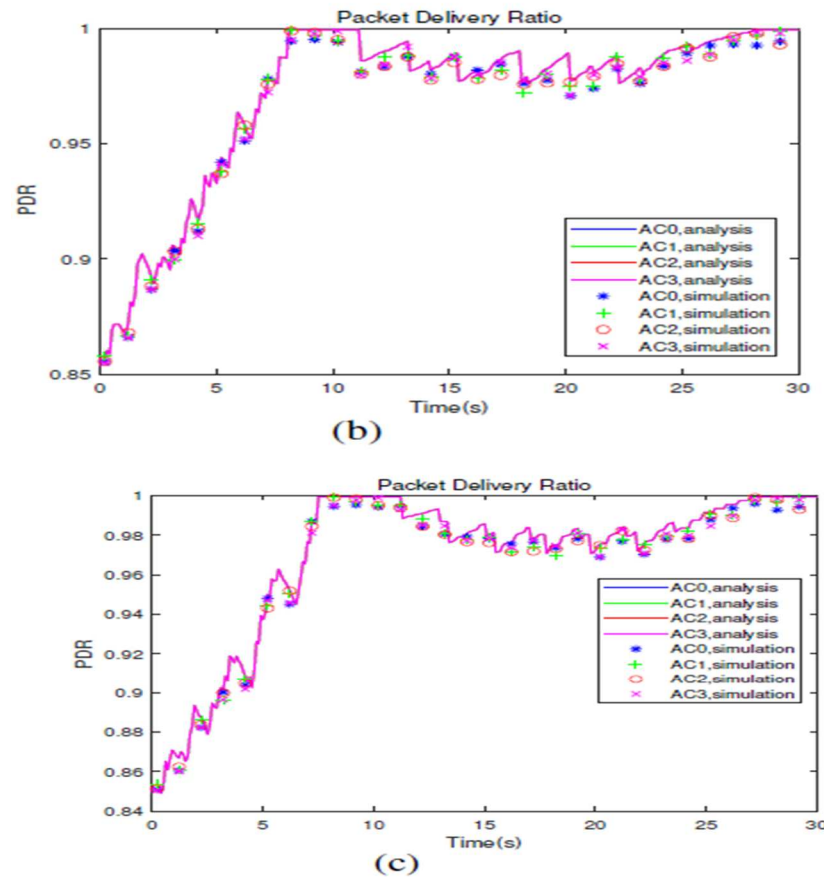 Packet Delivery Ratio
1
0.95
0.9
0.85
PDR
AC0,analysis
AC1,analysis
AC2,analysis
AC3,analysis
AC0,simulation
AC1,simulation
AC2,simulation
AC3,simulation
0 5 10 15 20 25 30
Time(s)
(b)
Packet Delivery Ratio
1
0.98
0.96
0.94
0.92
0.9
0.88
0.86
0.84
PDR
AC0,analysis
AC1,analysis
AC2,analysis
AC3,analysis
AC0,simulation
AC1,simulation
AC2,simulation
AC3,simulation
0 5 10 15 20 25 30
Time(s)
(c)